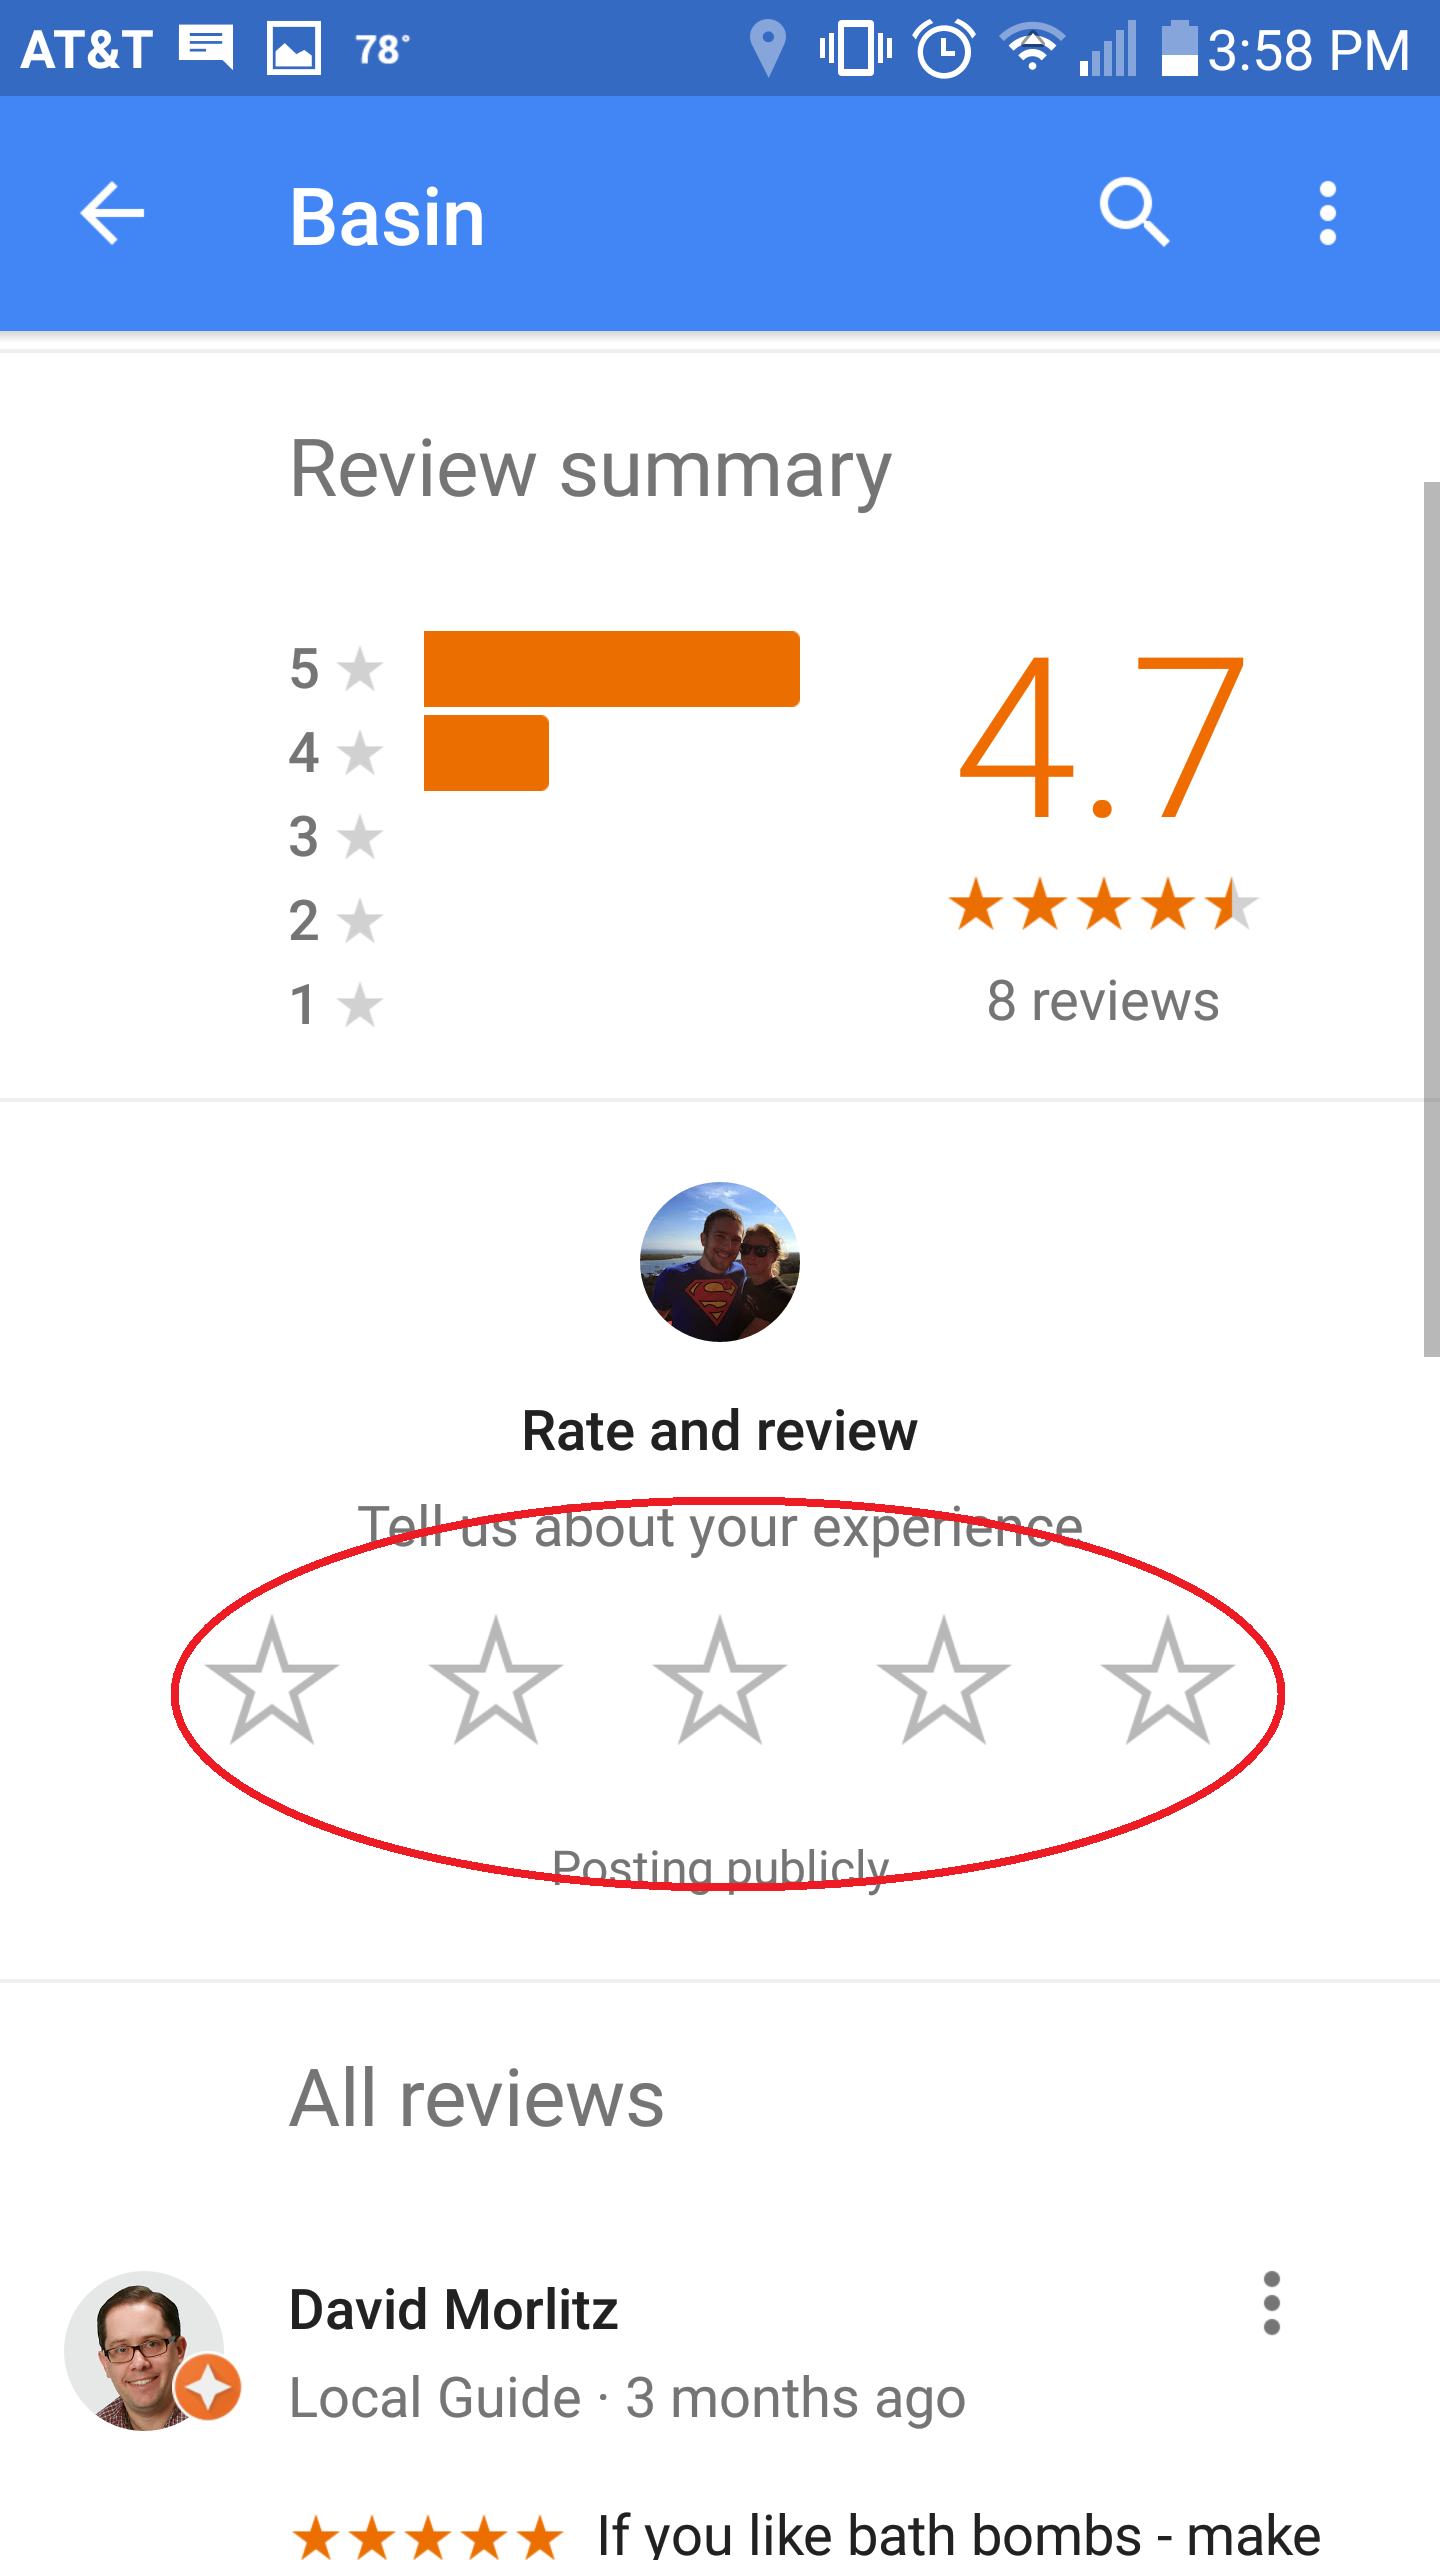 AT&T 78° 3:58 PM
Basin
Review summary
5
4
3
2
1
4.7
8 reviews
Rate and review
Tell us about your experience
Posting publicly
All reviews
David Morlitz
Local Guide · 3 months ago
If you like bath bombs - make